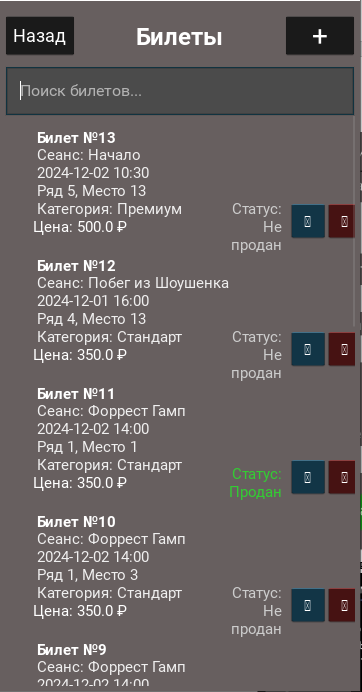 Назад
Билеты
+
Поиск билетов...
Билет №13
Сеанс: Начало
2024-12-02 10:30
Ряд 5, Место 13
Категория: Премиум
Цена: 500.0 ₽
Статус:
Не
продан
Билет №12
Сеанс: Побег из Шоушенка
2024-12-01 16:00
Ряд 4, Место 13
Категория: Стандарт
Цена: 350.0 ₽
Статус:
Не
продан
Билет №11
Сеанс: Форрест Гамп
2024-12-02 14:00
Ряд 1, Место 1
Категория: Стандарт
Цена: 350.0 ₽
Статус:
Продан
Билет №10
Сеанс: Форрест Гамп
2024-12-02 14:00
Ряд 1, Место 3
Категория: Стандарт
Цена: 350.0 ₽
Статус:
Не
продан
Билет №9
Сеанс: Форрест Гамп
2024-12-02 14:00